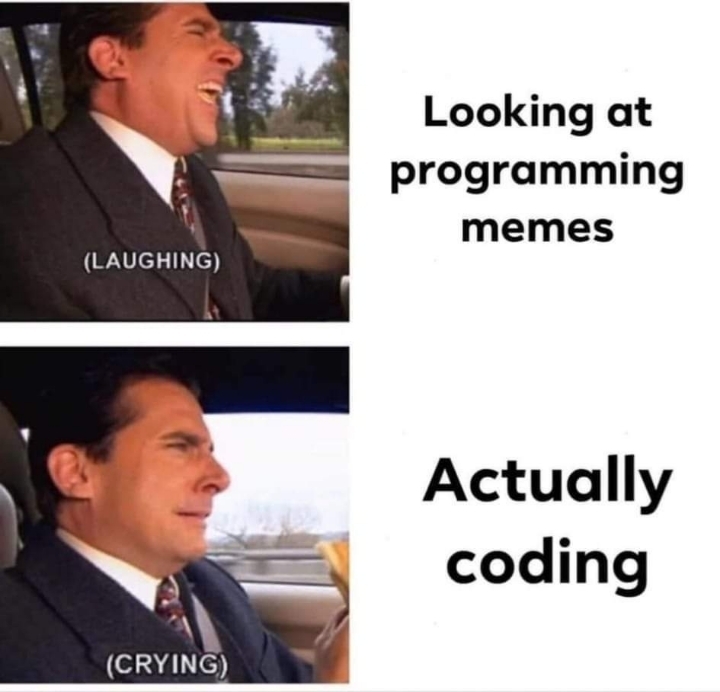 (LAUGHING)
Looking at
programming
memes
(CRYING)
Actually
coding